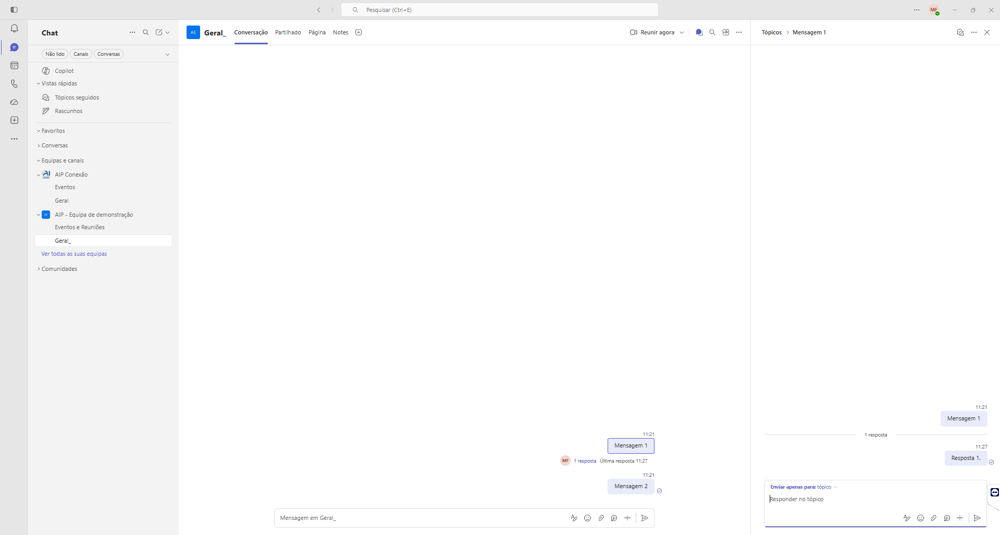 Pesquisar (Ctrl+E)
MF
Chat
Não lido
Canais
Conversas
Copilot
Vistas rápidas
Tópicos seguidos
Rascunhos
Favoritos
Conversas
Equipas e canais
AIP Conexão
Eventos
Geral
AE
AIP - Equipa de demonstração
Eventos e Reuniões
Geral_
Ver todas as suas equipas
Comunidades
AE
Geral_
Conversação
Partilhado
Página
Notes
Reunir agora
11:21
Mensagem 1
MF 1 resposta Última resposta 11:27
11:21
Mensagem 2
Mensagem em Geral_
Tópicos > Mensagem 1
11:21
Mensagem 1
1 resposta
11:27
Resposta 1.
Enviar apenas para: tópico
Responder no tópico